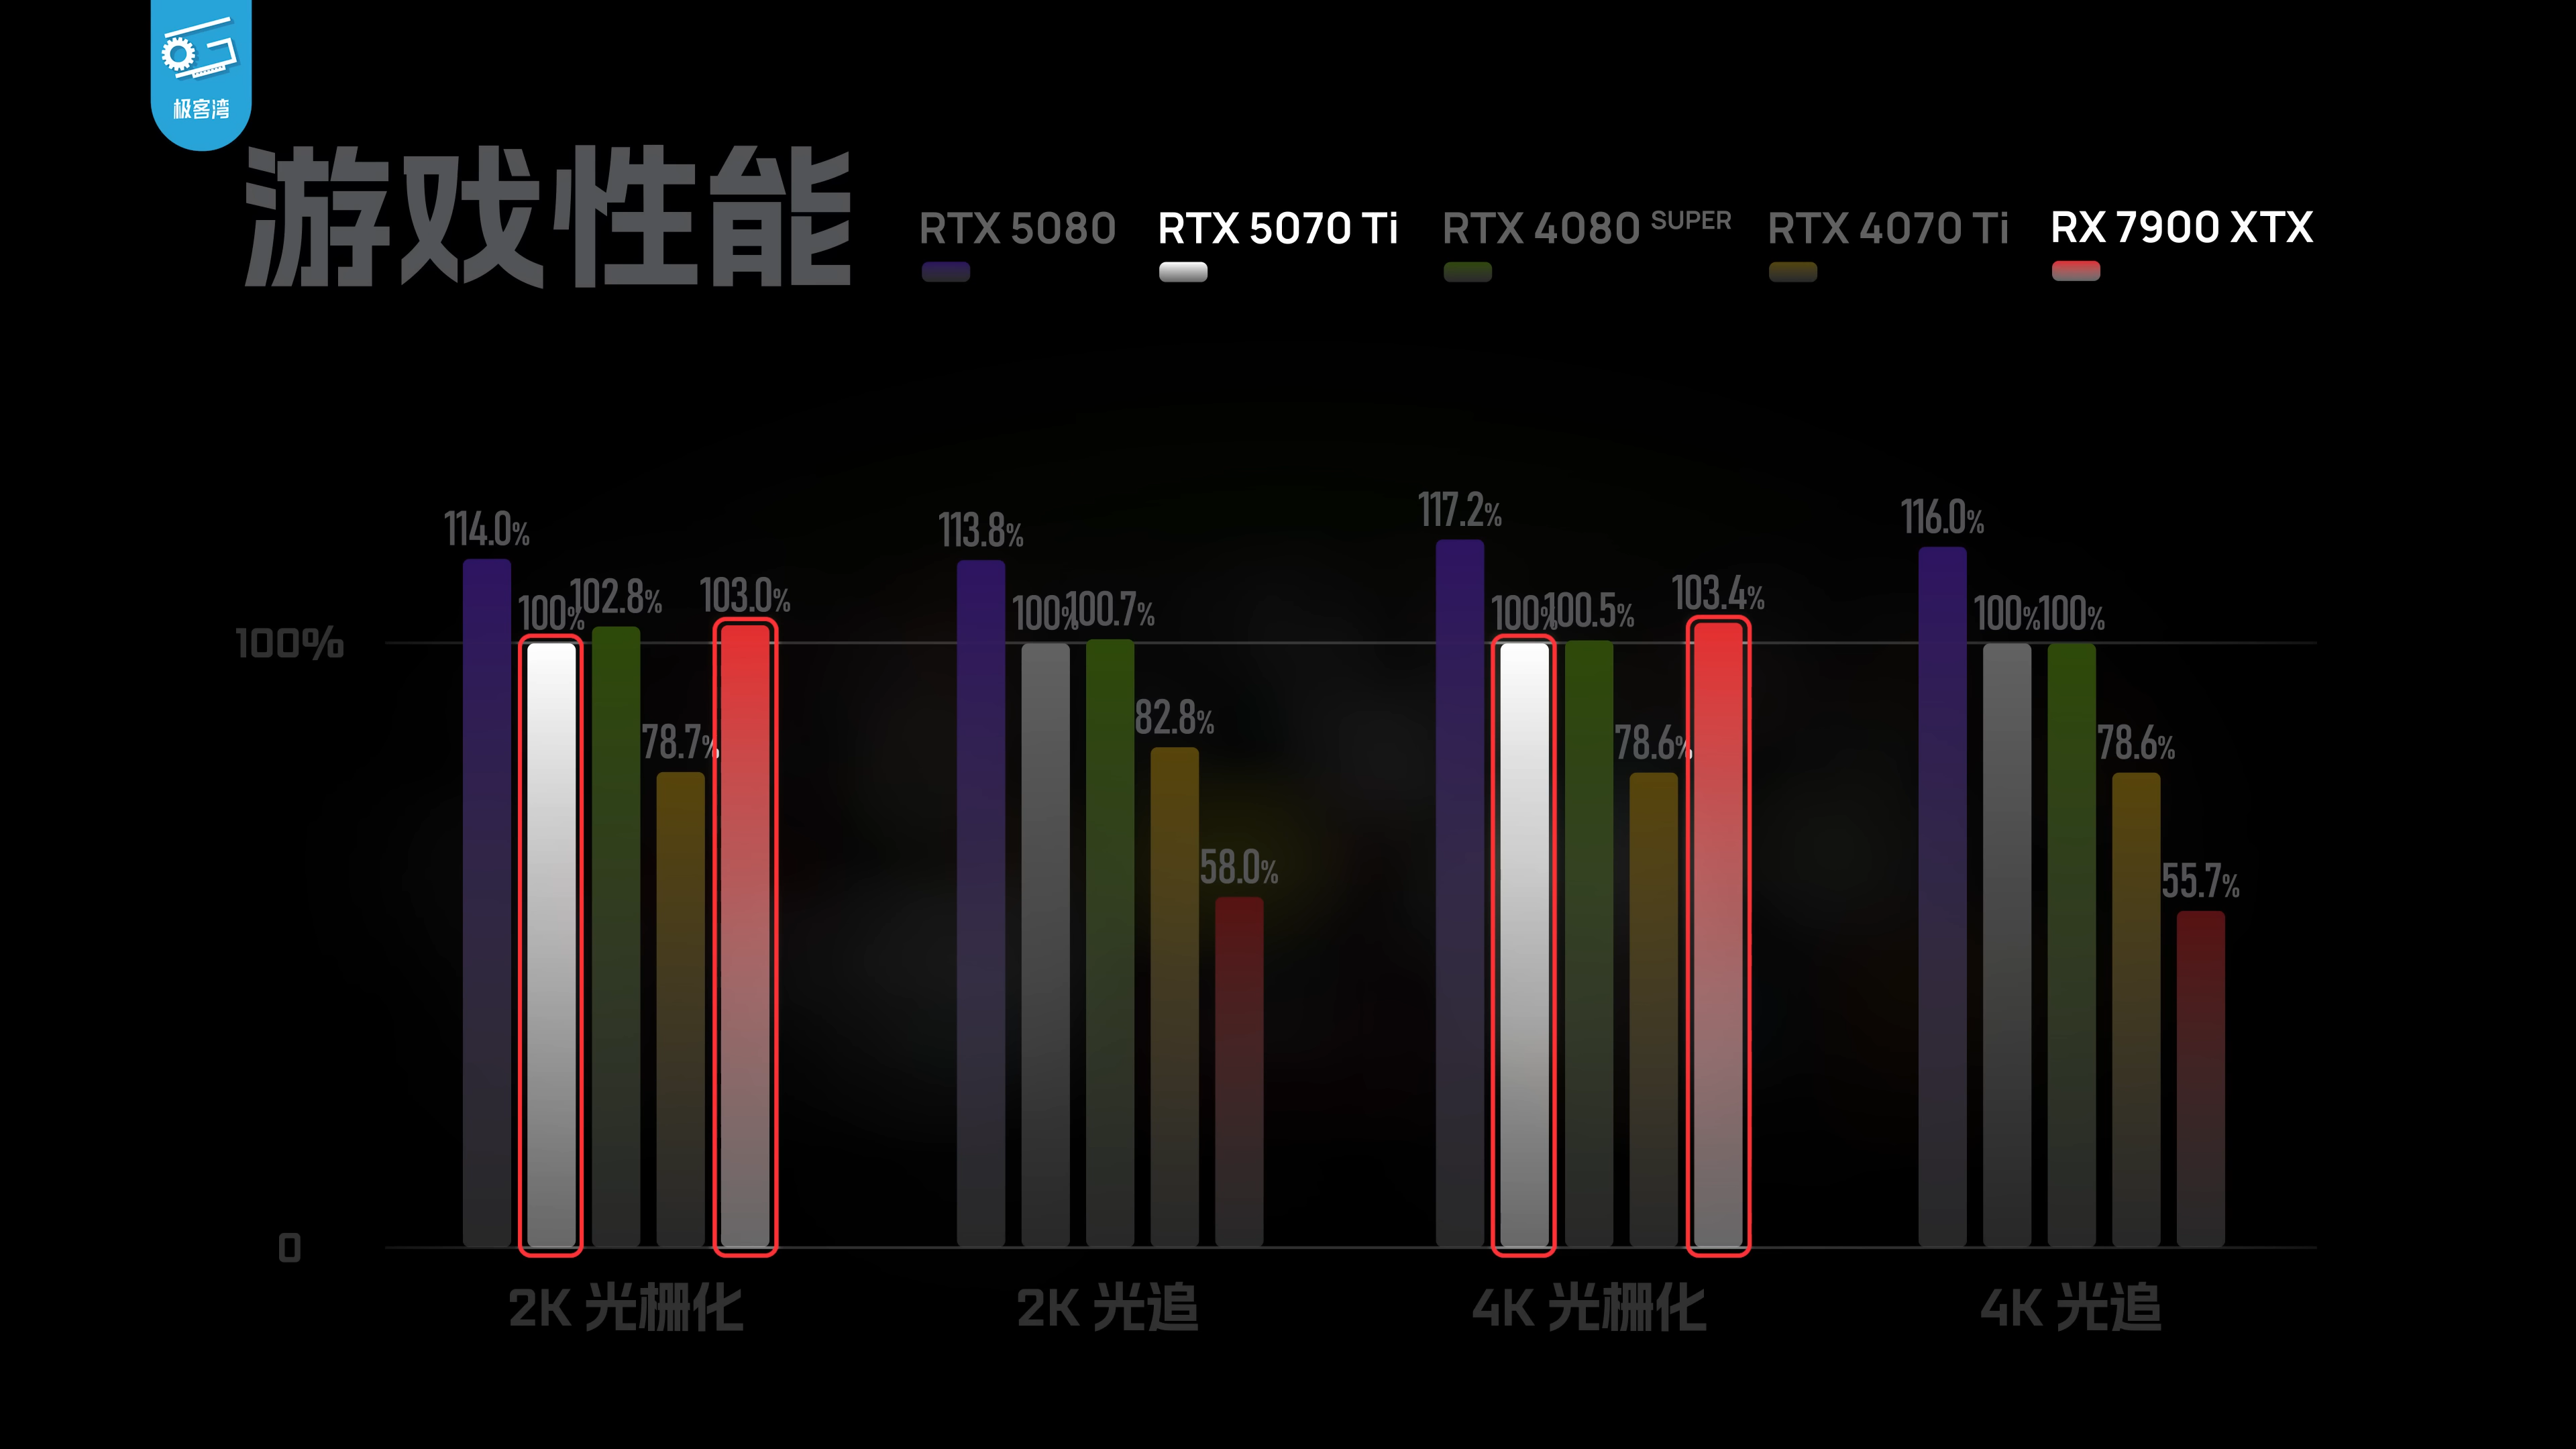 极客湾
游戏性能
RTX 5080
RTX 5070 Ti
RTX 4080 SUPER
RTX 4070 Ti
RX 7900 XTX
100%
0
114.0%
100%
102.8%
78.7%
103.0%
113.8%
100%
100.7%
82.8%
58.0%
117.2%
100%
100.5%
78.6%
103.4%
116.0%
100%
100%
78.6%
55.7%
2K 光栅化
2K 光追
4K 光栅化
4K 光追